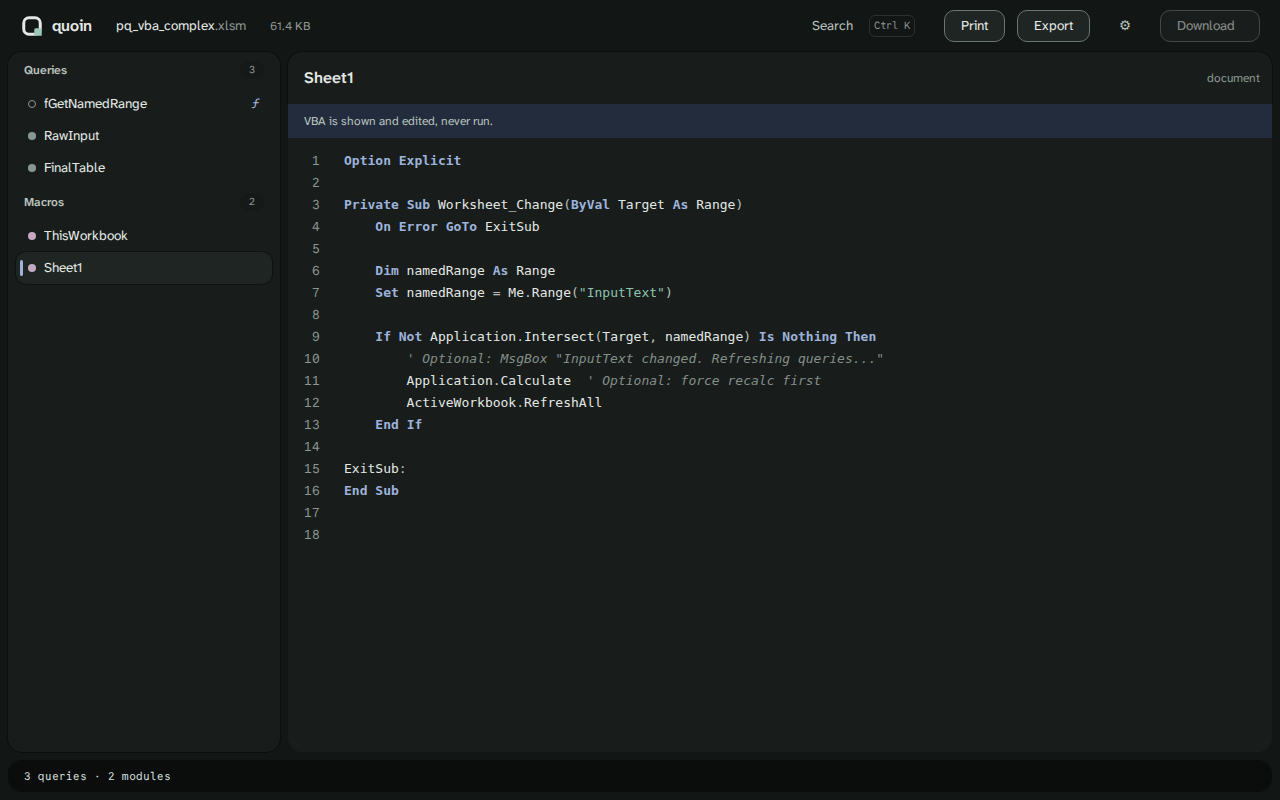 quoin pq_vba_complex.xlsm 61.4 KB Search Ctrl K Print Export ⚙ Download
Queries 3
fGetNamedRange ƒ
RawInput
FinalTable
Macros 2
ThisWorkbook
Sheet1
Sheet1 document
VBA is shown and edited, never run.
1 Option Explicit
2
3 Private Sub Worksheet_Change(ByVal Target As Range)
4     On Error GoTo ExitSub
5
6     Dim namedRange As Range
7     Set namedRange = Me.Range("InputText")
8
9     If Not Application.Intersect(Target, namedRange) Is Nothing Then
10         ' Optional: MsgBox "InputText changed. Refreshing queries..."
11         Application.Calculate  ' Optional: force recalc first
12         ActiveWorkbook.RefreshAll
13     End If
14
15 ExitSub:
16 End Sub
17
18
3 queries · 2 modules